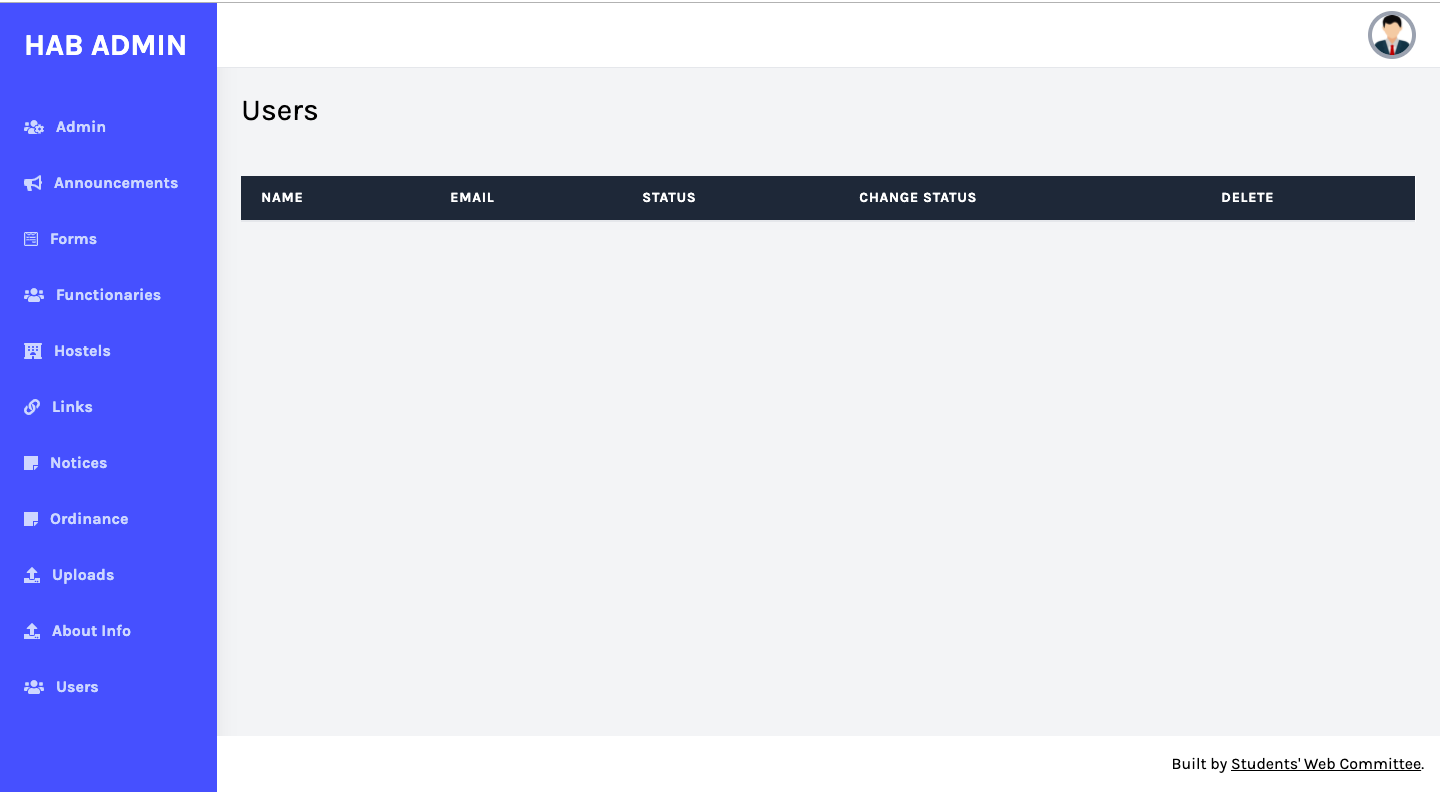 HAB ADMIN
Admin
Announcements
Forms
Functionaries
Hostels
Links
Notices
Ordinance
Uploads
About Info
Users
Users
NAME EMAIL STATUS CHANGE STATUS DELETE
Built by Students' Web Committee.